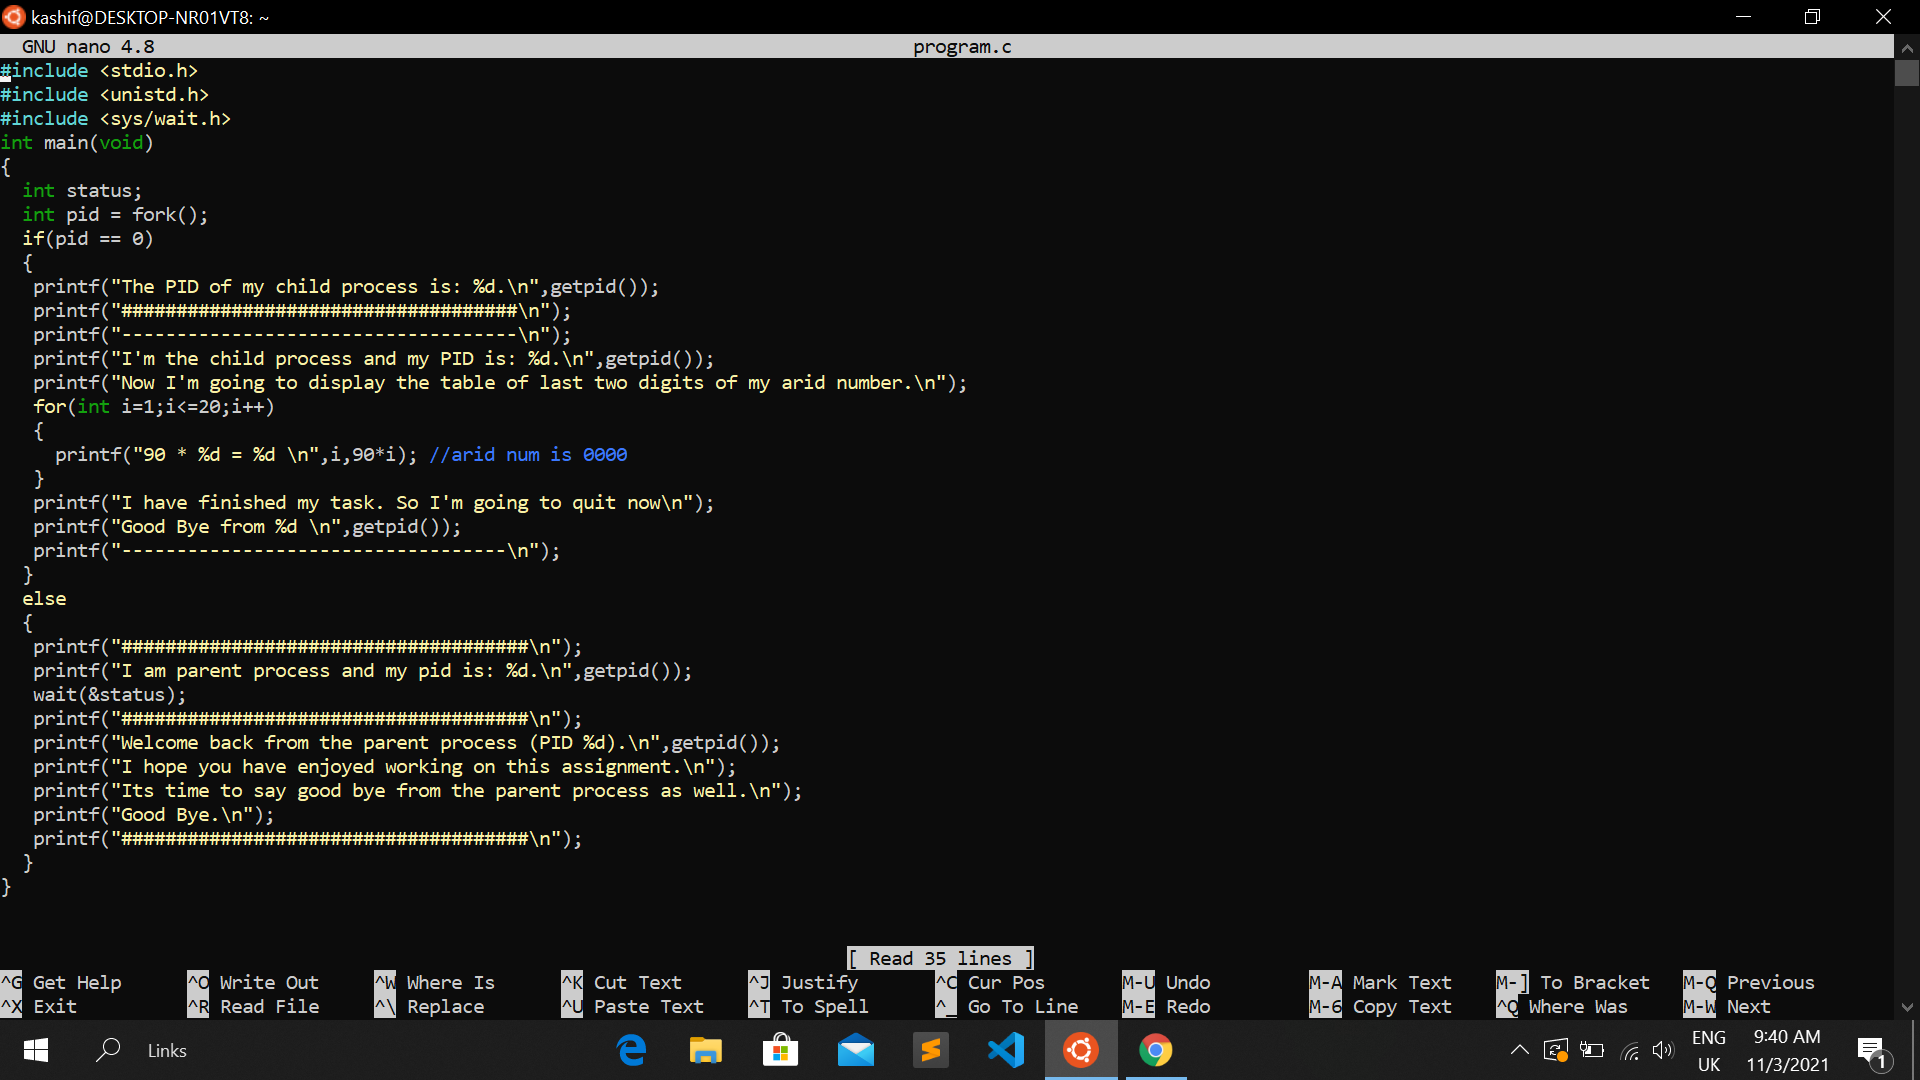 kashif@DESKTOP-NR01VT8: ~
GNU nano 4.8 program.c
#include <stdio.h>
#include <unistd.h>
#include <sys/wait.h>
int main(void)
{
  int status;
  int pid = fork();
  if(pid == 0)
  {
   printf("The PID of my child process is: %d.\n",getpid());
   printf("####################################\n");
   printf("------------------------------------\n");
   printf("I'm the child process and my PID is: %d.\n",getpid());
   printf("Now I'm going to display the table of last two digits of my arid number.\n");
   for(int i=1;i<=20;i++)
   {
     printf("90 * %d = %d \n",i,90*i); //arid num is 0000
   }
   printf("I have finished my task. So I'm going to quit now\n");
   printf("Good Bye from %d \n",getpid());
   printf("-----------------------------------\n");
  }
  else
  {
   printf("#####################################\n");
   printf("I am parent process and my pid is: %d.\n",getpid());
   wait(&status);
   printf("#####################################\n");
   printf("Welcome back from the parent process (PID %d).\n",getpid());
   printf("I hope you have enjoyed working on this assignment.\n");
   printf("Its time to say good bye from the parent process as well.\n");
   printf("Good Bye.\n");
   printf("#####################################\n");
  }
}
[ Read 35 lines ]
^G Get Help ^O Write Out ^W Where Is ^K Cut Text ^J Justify ^C Cur Pos M-U Undo M-A Mark Text M-] To Bracket M-Q Previous
^X Exit ^R Read File ^\ Replace ^U Paste Text ^T To Spell ^_ Go To Line M-E Redo M-6 Copy Text ^Q Where Was M-W Next
Links
ENG
UK
9:40 AM
11/3/2021
1